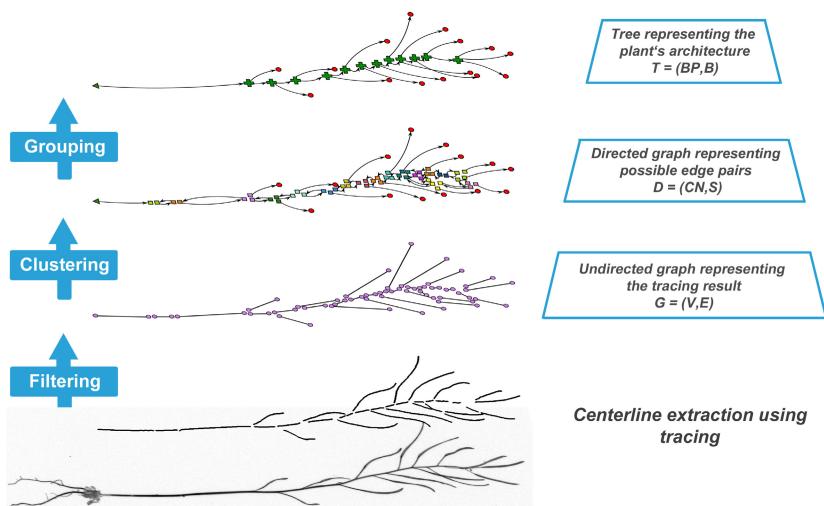 Tree representing the
plant's architecture
T = (BP,B)
Grouping
Directed graph representing
possible edge pairs
D = (CN,S)
Clustering
Undirected graph representing
the tracing result
G = (V,E)
Filtering
Centerline extraction using
tracing